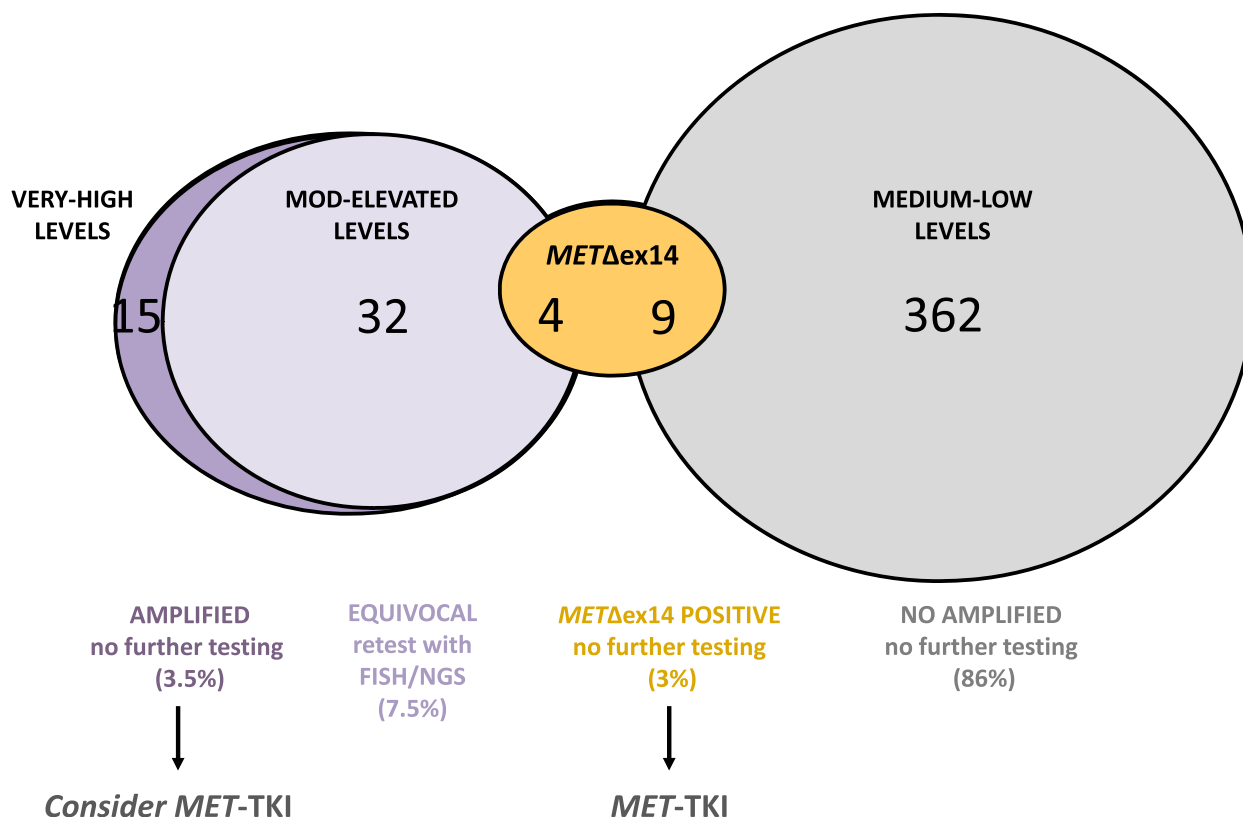 VERY-HIGH
LEVELS
MOD-ELEVATED
LEVELS
METΔex14
MEDIUM-LOW
LEVELS
15
32
4
9
362
AMPLIFIED
no further testing
(3.5%)
EQUIVOCAL
retest with
FISH/NGS
(7.5%)
METΔex14 POSITIVE
no further testing
(3%)
NO AMPLIFIED
no further testing
(86%)
Consider MET-TKI
MET-TKI